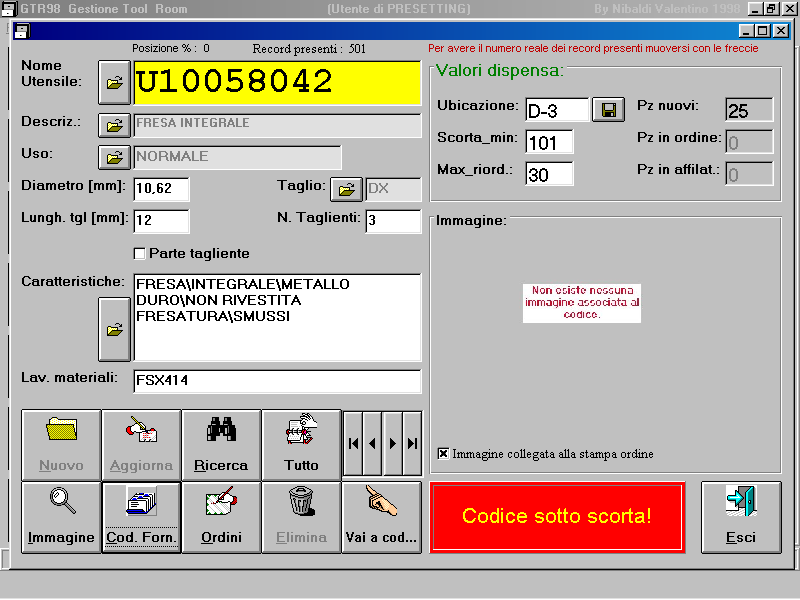 GTR98 Gestione Tool Room (Utente di PRESETTING) By Nibaldi Valentino 1998
Posizione % : 0 Record presenti : 501 Per avere il numero reale dei record presenti muoversi con le freccie
Nome
Utensile: U10058042
Descriz.: FRESA INTEGRALE
Uso: NORMALE
Diametro [mm]: 10,62 Taglio: DX
Lungh. tgl [mm]: 12 N. Taglienti: 3
Parte tagliente
Caratteristiche: FRESA\INTEGRALE\METALLO
DURO\NON RIVESTITA
FRESATURA\SMUSSI
Lav. materiali: FSX414
Valori dispensa:
Ubicazione: D-3 Pz nuovi: 25
Scorta_min: 101 Pz in ordine: 0
Max_riord.: 30 Pz in affilat.: 0
Immagine:
Non esiste nessuna
immagine associata al
codice.
Immagine collegata alla stampa ordine
Nuovo Aggiorna Ricerca Tutto
Immagine Cod. Forn. Ordini Elimina Vai a cod...
Codice sotto scorta!
Esci